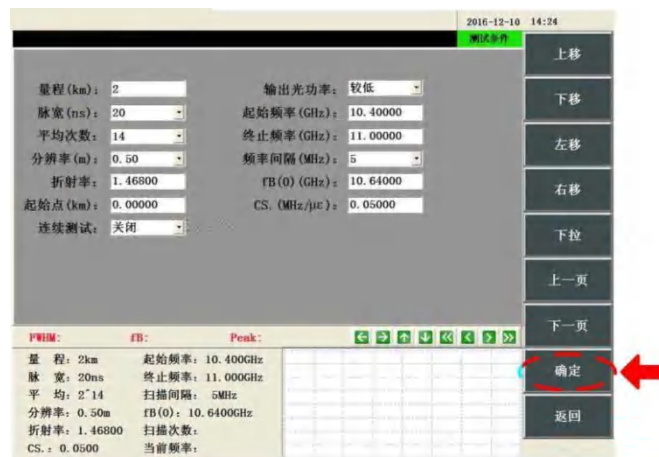 2016-12-10 14:24
测试条件
量程(km): 2
输出光功率: 较低
脉宽(ns): 20
起始频率(GHz): 10.40000
平均次数: 14
终止频率(GHz): 11.00000
分辨率(m): 0.50
频率间隔(MHz): 5
折射率: 1.46800
fB(0)(GHz): 10.64000
起始点(km): 0.00000
CS.(MHz/με): 0.05000
连续测试: 关闭
上移
下移
左移
右移
下拉
上一页
下一页
确定
返回
FWHM: fB: Peak:
量 程: 2km 起始频率: 10.400GHz
脉 宽: 20ns 终止频率: 11.000GHz
平 均: 2^14 扫描间隔: 5MHz
分辨率: 0.50m fB(0): 10.6400GHz
折射率: 1.46800 扫描次数:
CS.: 0.0500 当前频率: